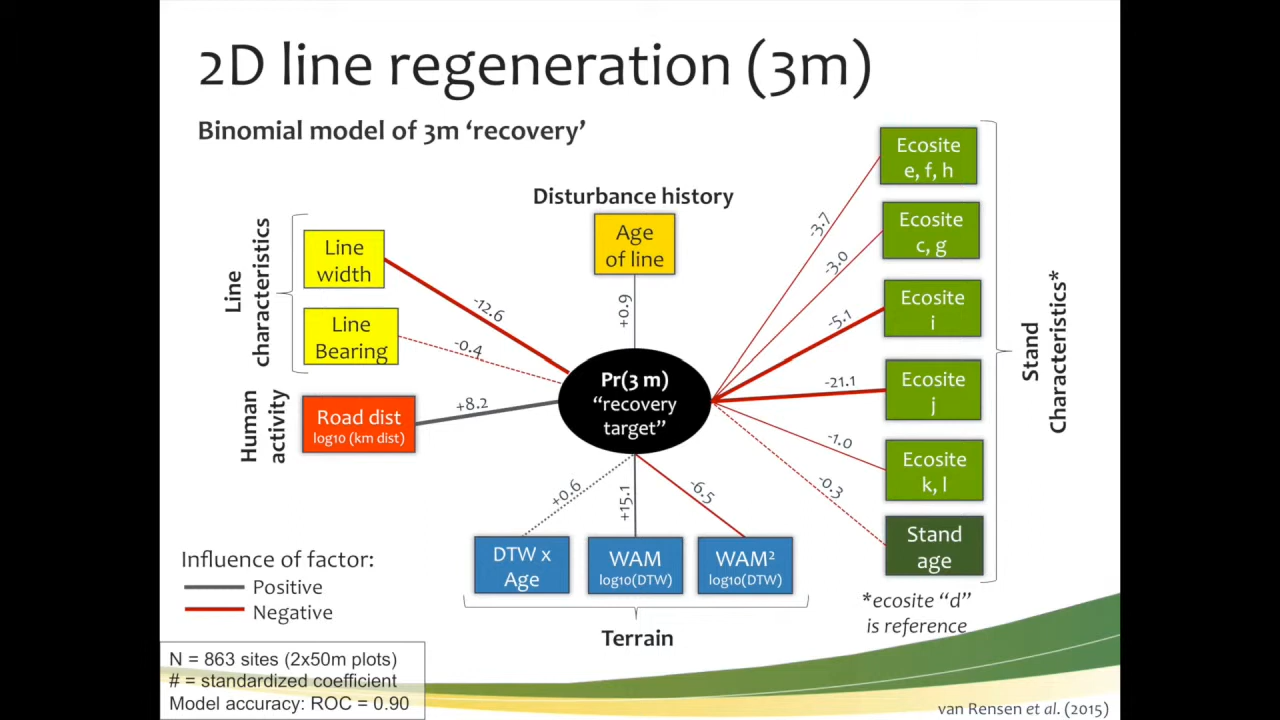 2D line regeneration (3m)
Binomial model of 3m ‘recovery’
Disturbance history
Age
of line
+0.9
Line
characteristics
Line
width
-12.6
Line
Bearing
-0.4
Human
activity
Road dist
log10 (km dist)
+8.2
Pr(3 m)
“recovery
target”
Ecosite
e, f, h
-3.7
Ecosite
c, g
-3.0
Ecosite
i
-5.1
Ecosite
j
-21.1
Ecosite
k, l
-1.0
Stand
age
-0.3
Stand
Characteristics*
*ecosite “d”
is reference
+0.6
+15.1
-6.5
DTW x
Age
WAM
log10(DTW)
WAM²
log10(DTW)
Terrain
Influence of factor:
Positive
Negative
N = 863 sites (2x50m plots)
# = standardized coefficient
Model accuracy: ROC = 0.90
van Rensen et al. (2015)